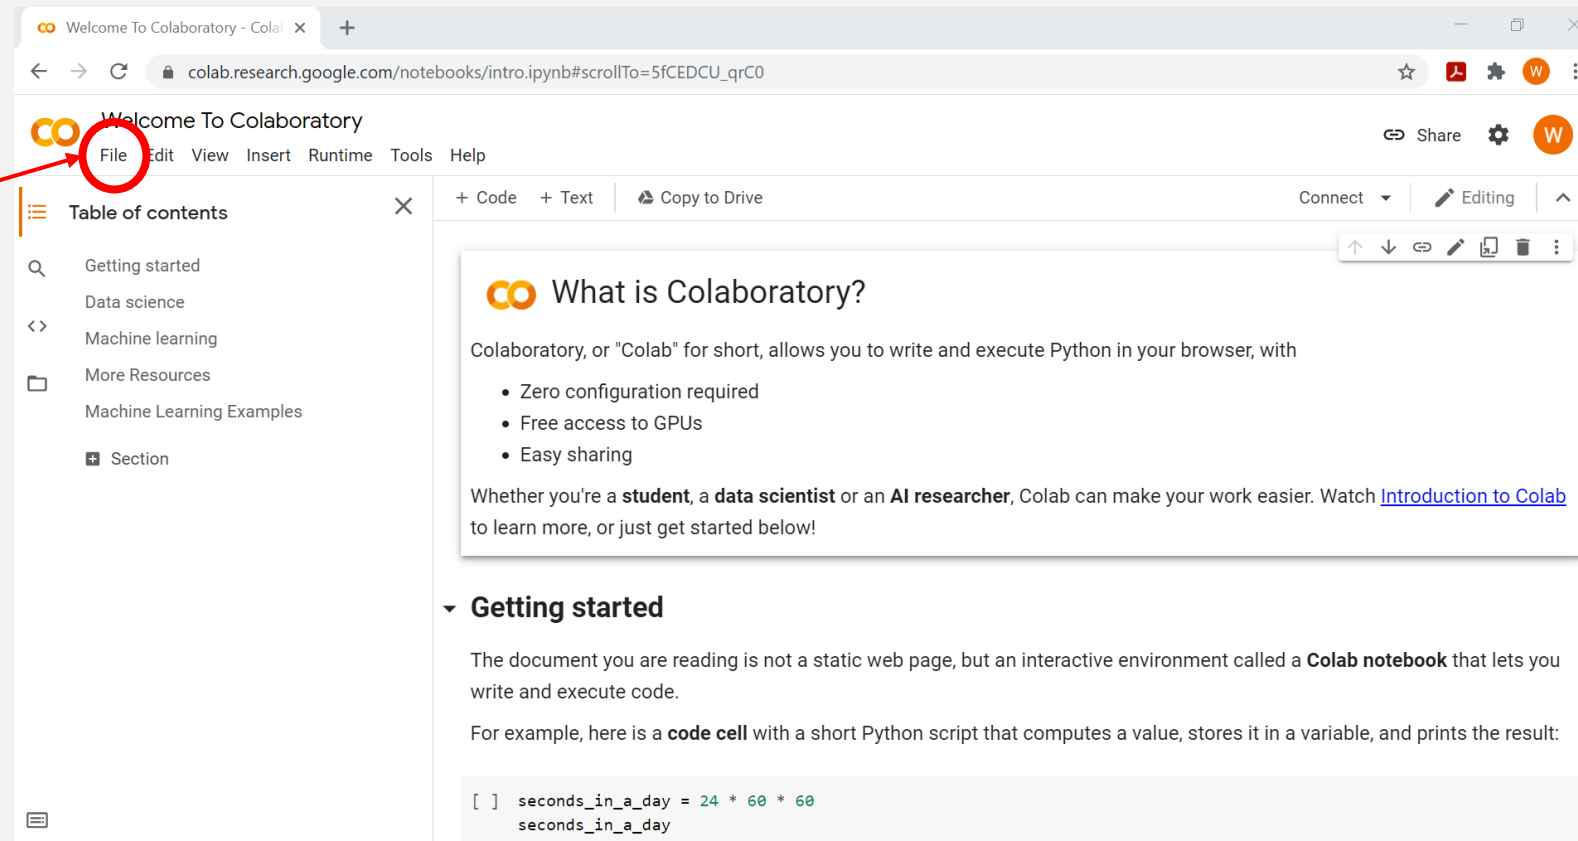 Welcome To Colaboratory - Cola
colab.research.google.com/notebooks/intro.ipynb#scrollTo=5fCEDCU_qrC0
W
Welcome To Colaboratory
File Edit View Insert Runtime Tools Help
Share
W
Table of contents
Getting started
Data science
Machine learning
More Resources
Machine Learning Examples
Section
+ Code + Text Copy to Drive
Connect Editing
What is Colaboratory?
Colaboratory, or "Colab" for short, allows you to write and execute Python in your browser, with
• Zero configuration required
• Free access to GPUs
• Easy sharing
Whether you're a student, a data scientist or an AI researcher, Colab can make your work easier. Watch Introduction to Colab
to learn more, or just get started below!
Getting started
The document you are reading is not a static web page, but an interactive environment called a Colab notebook that lets you
write and execute code.
For example, here is a code cell with a short Python script that computes a value, stores it in a variable, and prints the result:
[ ] seconds_in_a_day = 24 * 60 * 60
seconds_in_a_day